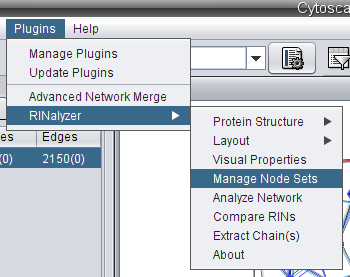 Cytosca
Plugins Help
Manage Plugins
Update Plugins
Advanced Network Merge
RINalyzer
Protein Structure
Layout
Visual Properties
Manage Node Sets
Analyze Network
Compare RINs
Extract Chain(s)
About
Edges
(0) 2150(0)